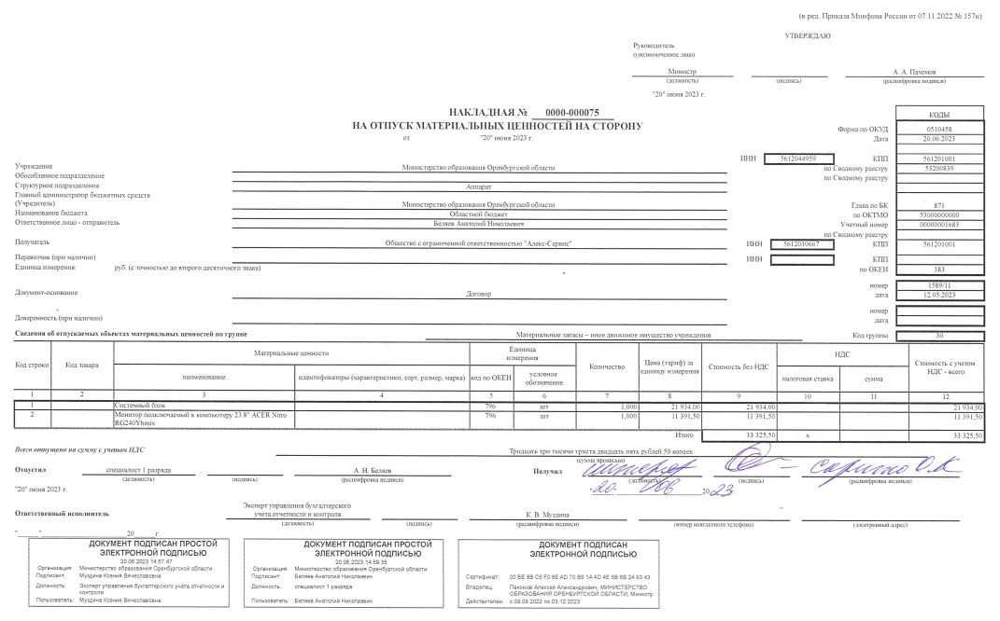 (в ред. Приказа Минфина России от 07.11.2022 № 157н)
УТВЕРЖДАЮ
Руководитель
(уполномоченное лицо)
Министр А. А. Пахомов
(должность) (подпись) (расшифровка подписи)
"20" июня 2023 г.
НАКЛАДНАЯ № 0000-000075
НА ОТПУСК МАТЕРИАЛЬНЫХ ЦЕННОСТЕЙ НА СТОРОНУ
от "20" июня 2023 г.
КОДЫ
Форма по ОКУД 0510458
Дата 20.06.2023
ИНН 5612044959 КПП 561201001
Учреждение Министерство образования Оренбургской области по Сводному реестру 53200839
Обособленное подразделение по Сводному реестру
Структурное подразделение Аппарат
Главный администратор бюджетных средств
(Учредитель) Министерство образования Оренбургской области Глава по БК 871
Наименование бюджета Областной бюджет по ОКТМО 53000000000
Ответственное лицо - отправитель Беляев Анатолий Николаевич Учетный номер 00000001683
по Сводному реестру
Получатель Общество с ограниченной ответственностью "Алекс-Сервис" ИНН 5612030667 КПП 561201001
Перевозчик (при наличии) ИНН КПП
Единица измерения руб. (с точностью до второго десятичного знака) по ОКЕИ 383
номер 1589/11
Документ-основание Договор дата 12.05.2023
номер
Доверенность (при наличии) дата
Сведения об отпускаемых объектах материальных ценностей по группе Материальные запасы – иное движимое имущество учреждения Код группы 30
Код строки Код товара Материальные ценности Единица измерения Количество Цена (тариф) за единицу измерения Стоимость без НДС НДС Стоимость с учетом НДС - всего
наименование идентификаторы (характеристики, сорт, размер, марка) код по ОКЕИ условное обозначение налоговая ставка сумма
1 2 3 4 5 6 7 8 9 10 11 12
1 Системный блок 796 шт 1,000 21 934,00 21 934,00 21 934,00
2 Монитор подключаемый к компьютеру 23.8" ACER Nitro 796 шт 1,000 11 391,50 11 391,50 11 391,50
RG240Ybmix
Итого 33 325,50 х 33 325,50
Всего отпущено на сумму с учетом НДС Тридцать три тысячи триста двадцать пять рублей 50 копеек
(сумма прописью)
Отпустил специалист 1 разряда А. Н. Беляев Получил
(должность) (подпись) (расшифровка подписи) (должность) (подпись) (расшифровка подписи)
"20" июня 2023 г. "20" 06 2023 г.
Ответственный исполнитель Эксперт управления бухгалтерского
учета,отчетности и контроля К. В. Муздина
(должность) (подпись) (расшифровка подписи) (номер контактного телефона) (электронный адрес)
"____" ____________ 20____ г.
ДОКУМЕНТ ПОДПИСАН ПРОСТОЙ
ЭЛЕКТРОННОЙ ПОДПИСЬЮ
20.06.2023 14:57:47
Организация: Министерство образования Оренбургской области
Подписант: Муздина Ксения Вячеславовна
Должность: Эксперт управления бухгалтерского учета,отчетности и
контроля
Пользователь: Муздина Ксения Вячеславовна
ДОКУМЕНТ ПОДПИСАН ПРОСТОЙ
ЭЛЕКТРОННОЙ ПОДПИСЬЮ
20.06.2023 14:59:35
Организация: Министерство образования Оренбургской области
Подписант: Беляев Анатолий Николаевич
Должность: специалист 1 разряда
Пользователь: Беляев Анатолий Николаевич
ДОКУМЕНТ ПОДПИСАН
ЭЛЕКТРОННОЙ ПОДПИСЬЮ
Сертификат: 00 BE 8B C6 F0 8E AD 70 B5 1A 4D 4E 5B 6B 24 93 43
Владелец: Пахомов Алексей Александрович, МИНИСТЕРСТВО
ОБРАЗОВАНИЯ ОРЕНБУРГСКОЙ ОБЛАСТИ, Министр
Действителен: с 09.09.2022 по 03.12.2023